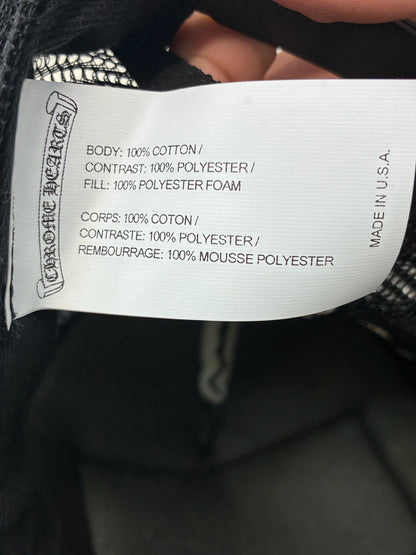 CHROME HEARTS
BODY: 100% COTTON /
CONTRAST: 100% POLYESTER /
FILL: 100% POLYESTER FOAM
CORPS: 100% COTON /
CONTRASTE: 100% POLYESTER /
REMBOURRAGE: 100% MOUSSE POLYESTER
MADE IN U.S.A.